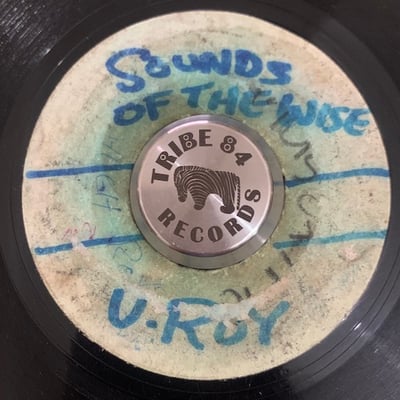 SOUNDS
OF THE WISE
TRIBE 84
RECORDS
U-ROY